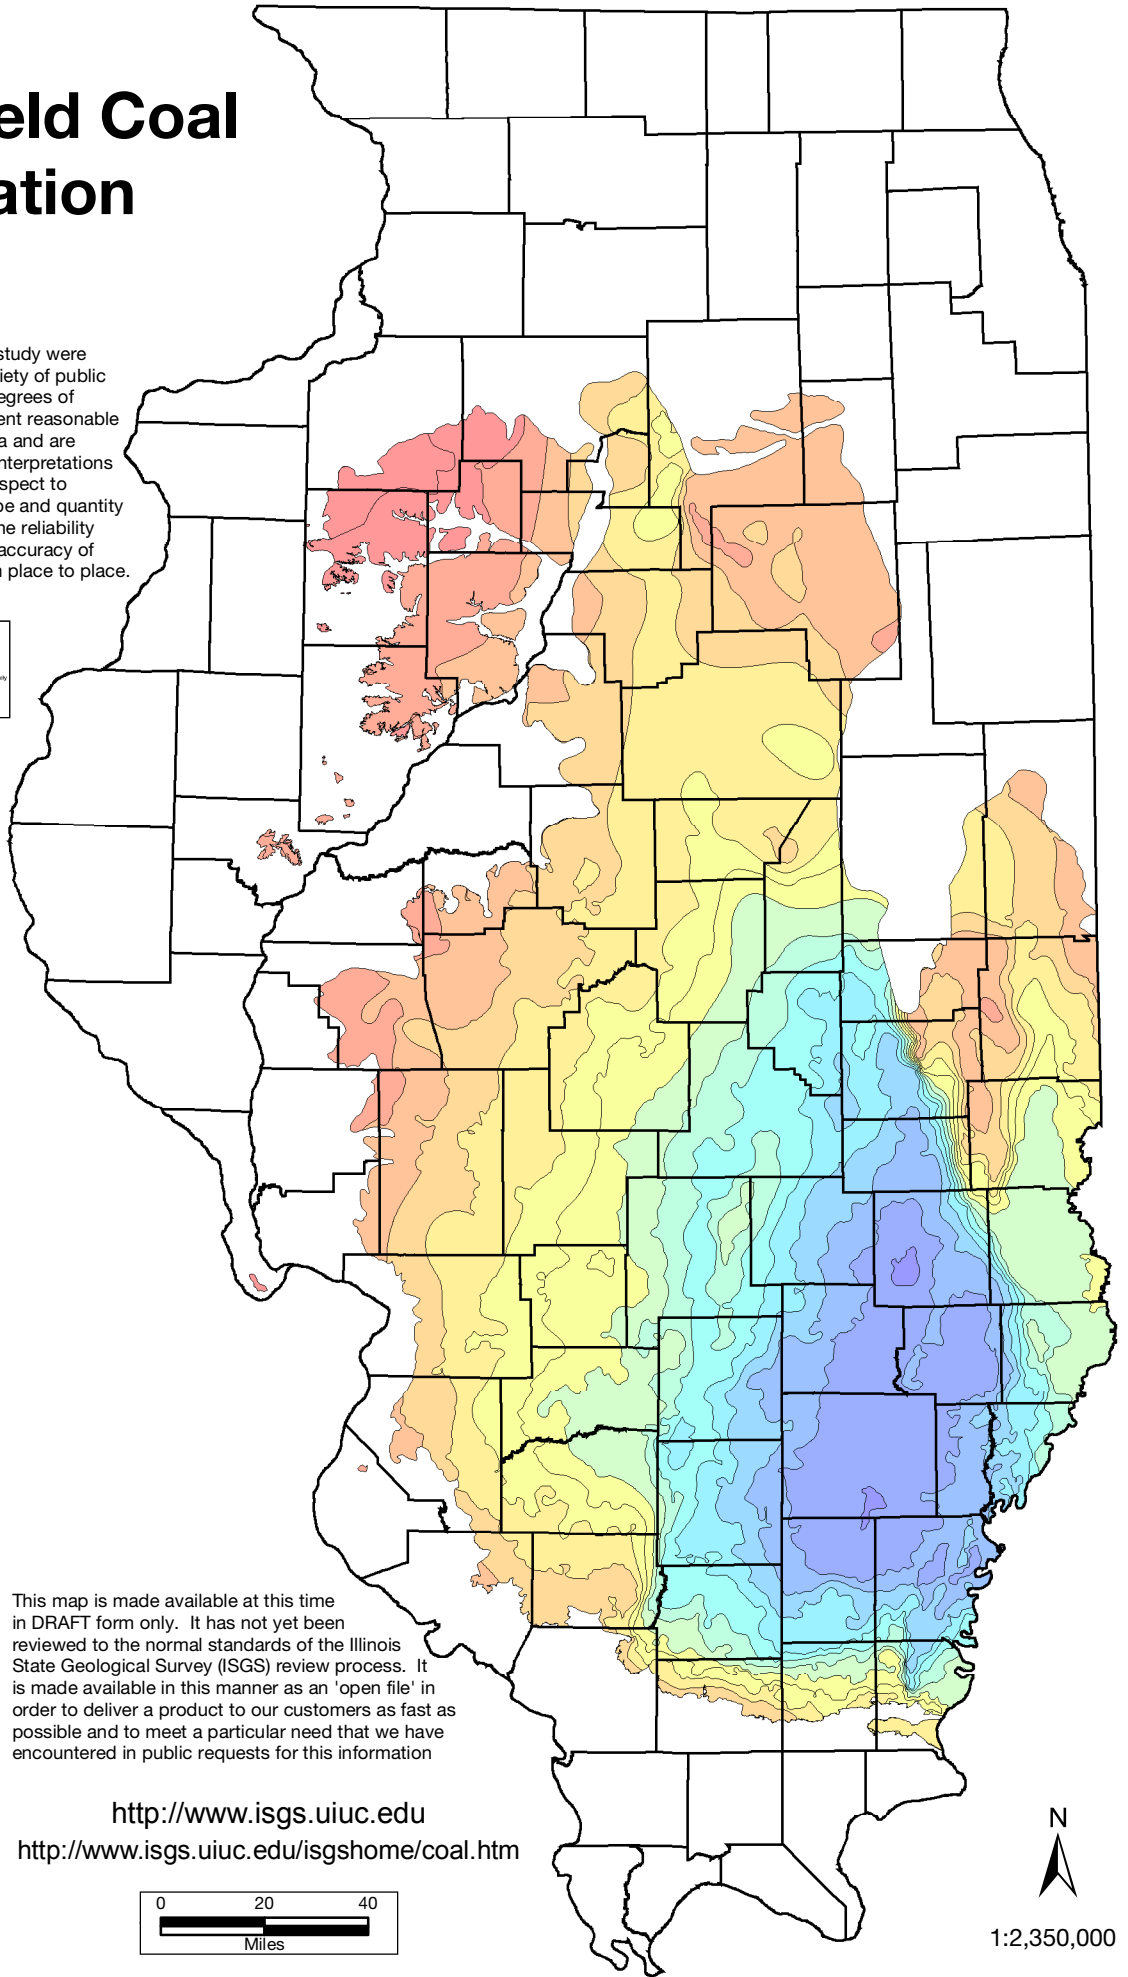 eld Coal
ation
study were
iety of public
egrees of
ent reasonable
a and are
nterpretations
spect to
pe and quantity
he reliability
accuracy of
n place to place.
This map is made available at this time
in DRAFT form only. It has not yet been
reviewed to the normal standards of the Illinois
State Geological Survey (ISGS) review process. It
is made available in this manner as an 'open file' in
order to deliver a product to our customers as fast as
possible and to meet a particular need that we have
encountered in public requests for this information
http://www.isgs.uiuc.edu
http://www.isgs.uiuc.edu/isgshome/coal.htm
0 20 40
Miles
N
1:2,350,000